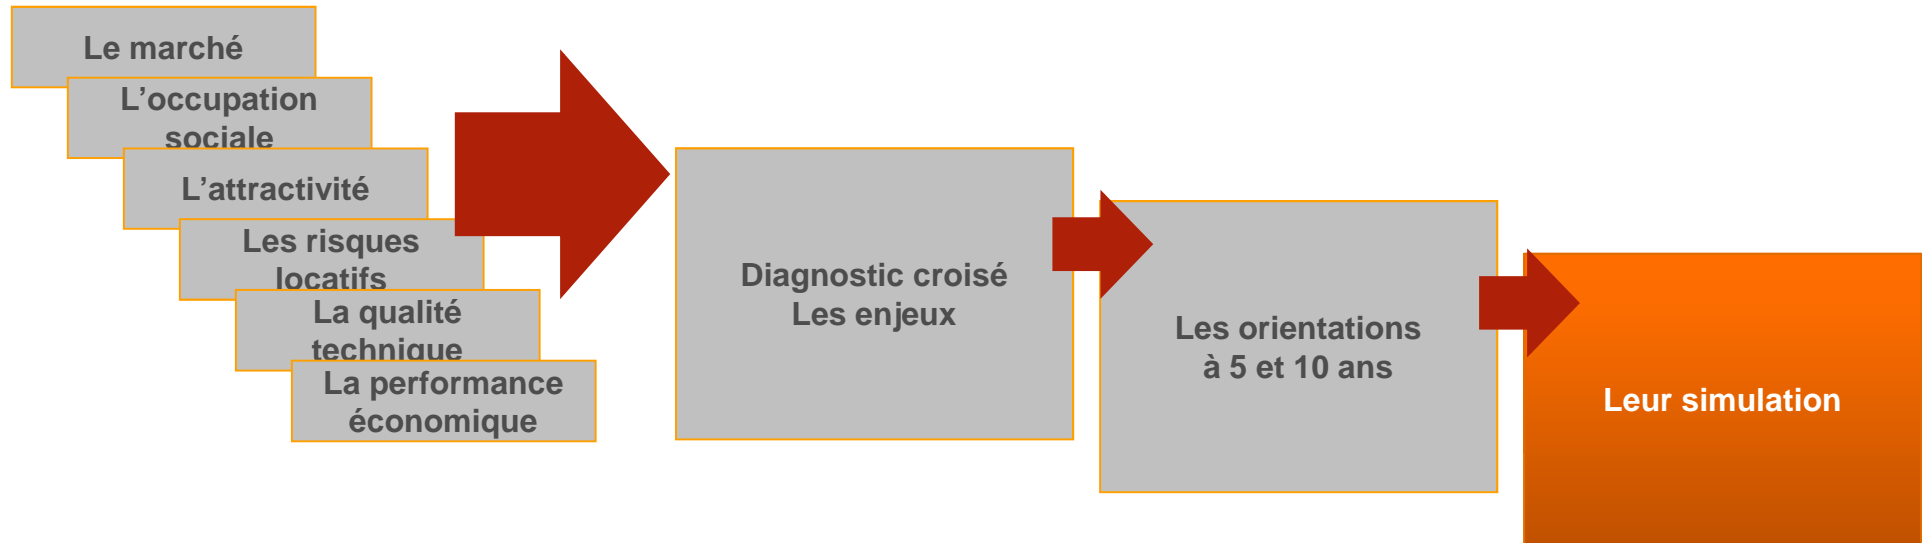 Le marché
L’occupation
sociale
L’attractivité
Les risques
locatifs
La qualité
technique
La performance
économique
Diagnostic croisé
Les enjeux
Les orientations
à 5 et 10 ans
Leur simulation